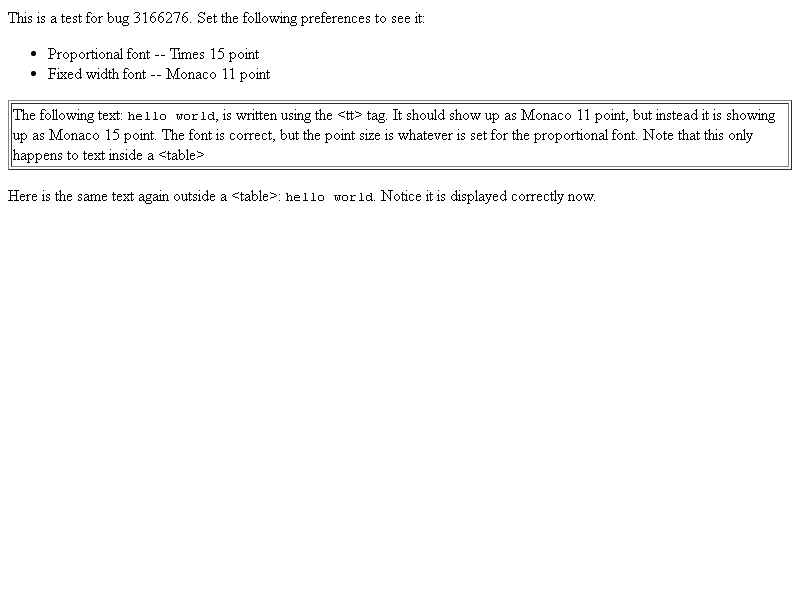 This is a test for bug 3166276. Set the following preferences to see it:
• Proportional font -- Times 15 point
• Fixed width font -- Monaco 11 point
The following text: hello world, is written using the <tt> tag. It should show up as Monaco 11 point, but instead it is showing
up as Monaco 15 point. The font is correct, but the point size is whatever is set for the proportional font. Note that this only
happens to text inside a <table>
Here is the same text again outside a <table>: hello world. Notice it is displayed correctly now.